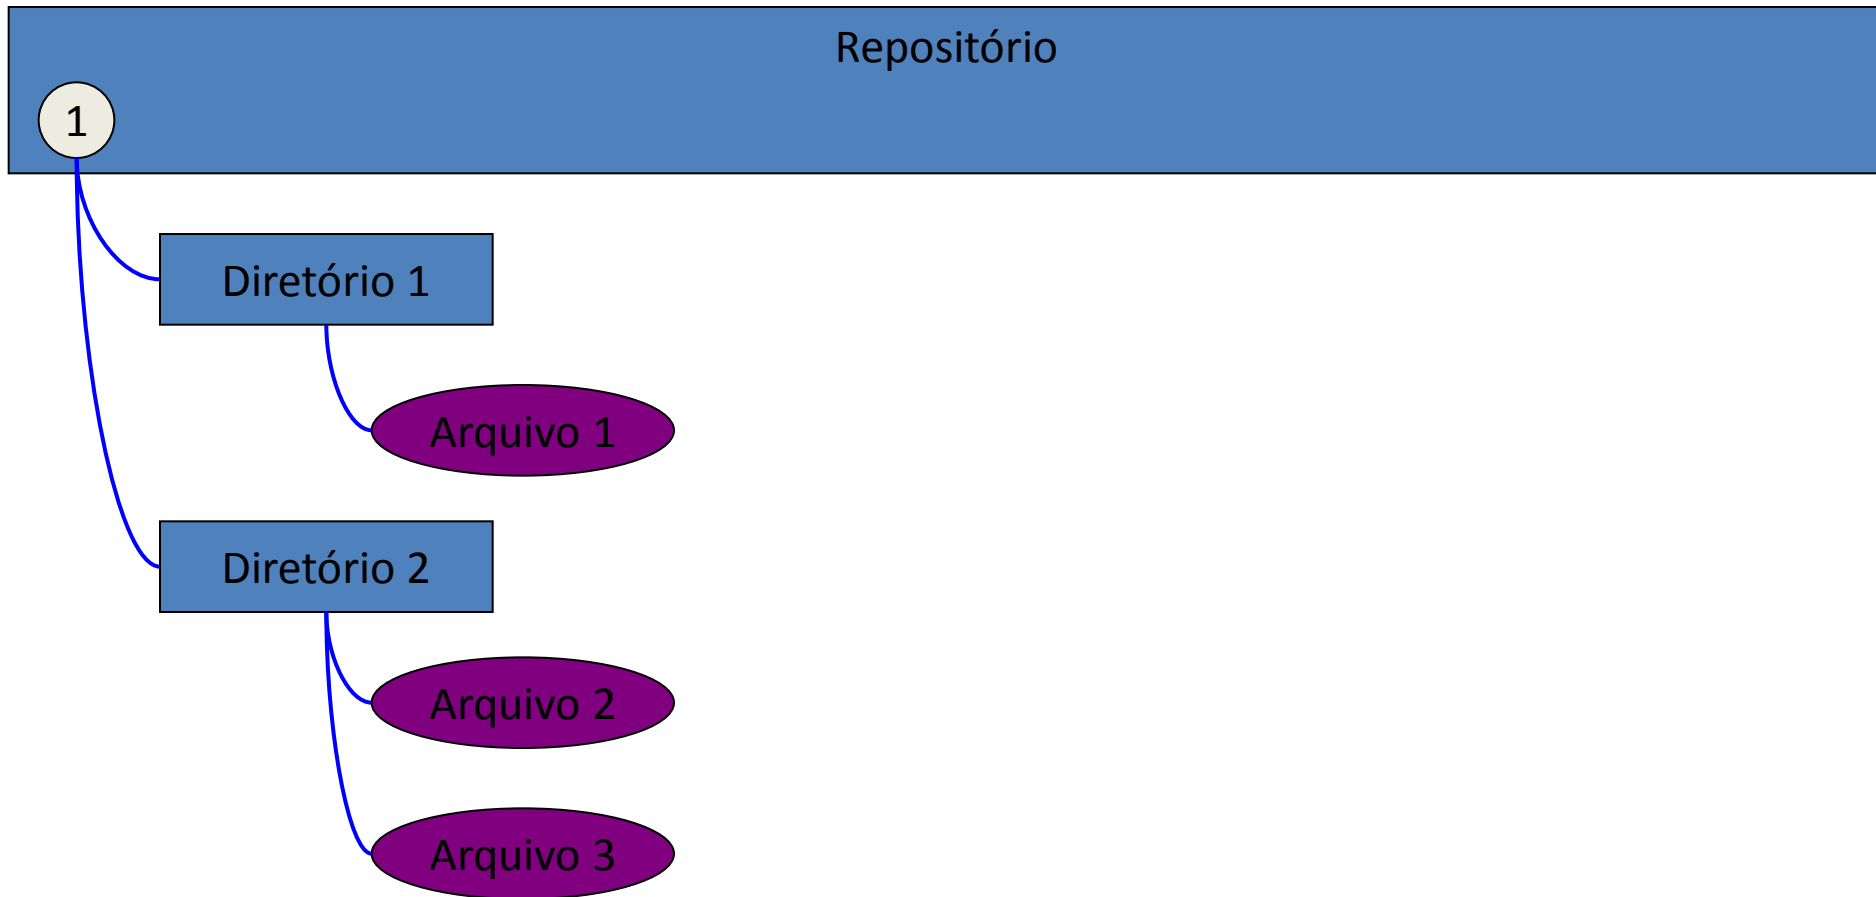 Repositório
1
Diretório 1
Arquivo 1
Diretório 2
Arquivo 2
Arquivo 3